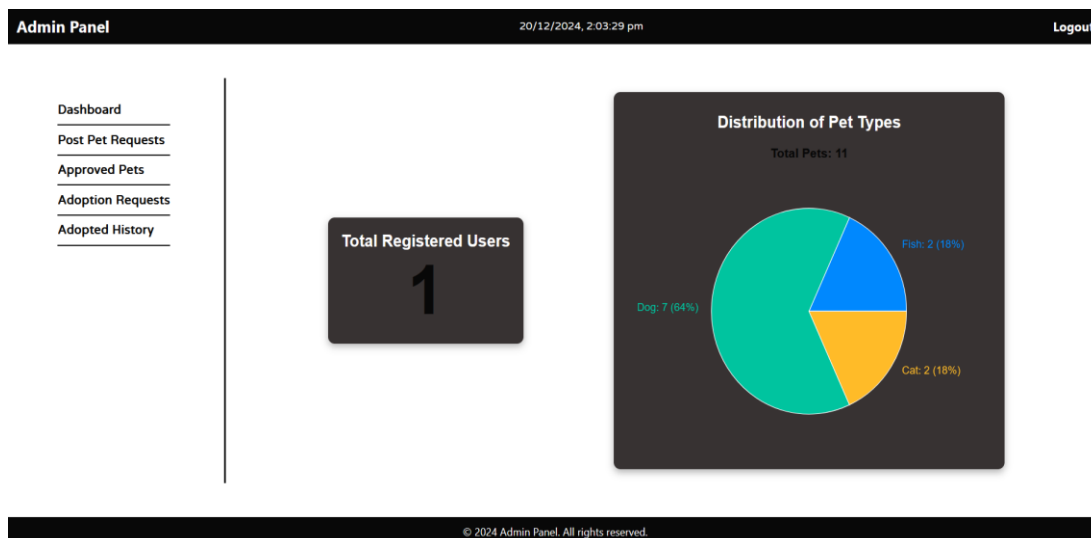 Admin Panel
20/12/2024, 2:03:29 pm
Logout
Dashboard
Post Pet Requests
Approved Pets
Adoption Requests
Adopted History
Total Registered Users
1
Distribution of Pet Types
Total Pets: 11
Fish: 2 (18%)
Dog: 7 (64%)
Cat: 2 (18%)
© 2024 Admin Panel. All rights reserved.